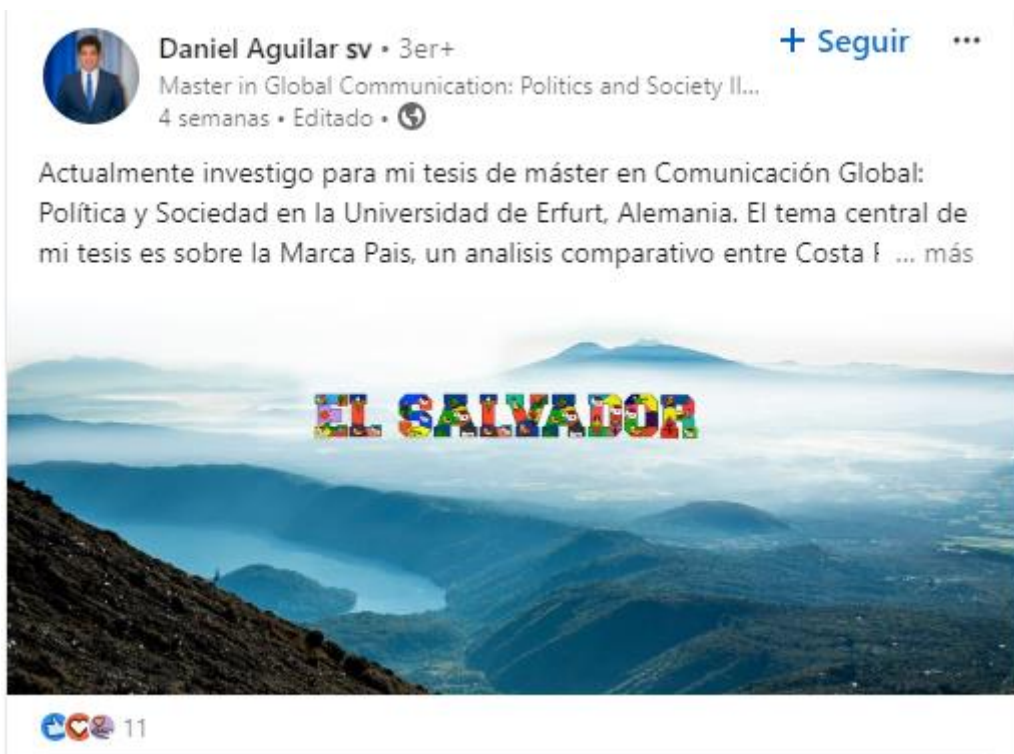 Daniel Aguilar sv • 3er+
+ Seguir
Master in Global Communication: Politics and Society II...
4 semanas • Editado •
Actualmente investigo para mi tesis de máster en Comunicación Global:
Política y Sociedad en la Universidad de Erfurt, Alemania. El tema central de
mi tesis es sobre la Marca Pais, un analisis comparativo entre Costa ... más
EL SALVADOR
11